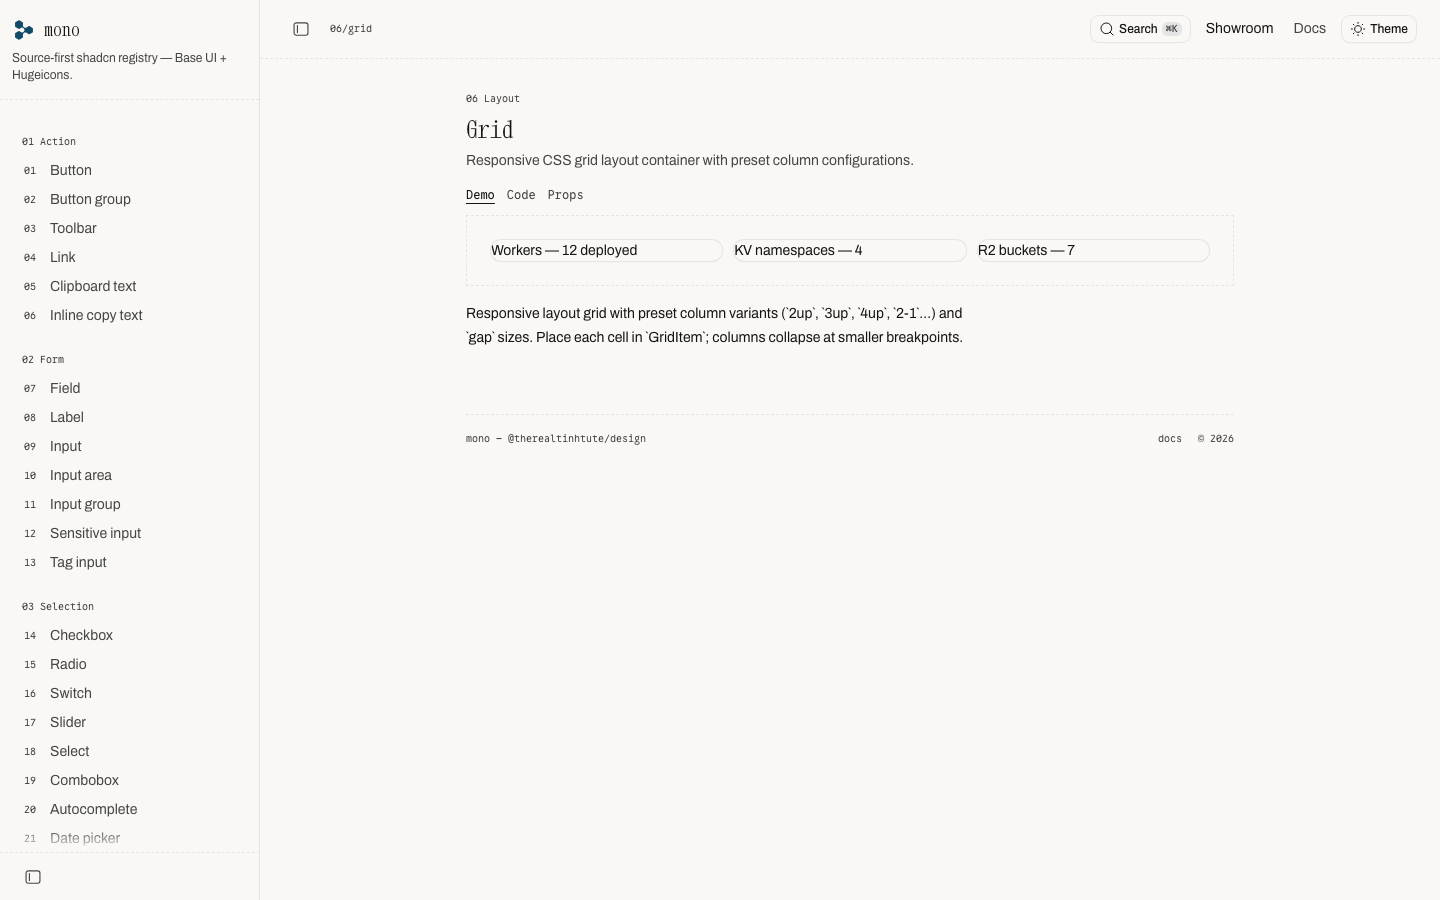 mono
Source-first shadcn registry — Base UI +
Hugeicons.
01 Action
01 Button
02 Button group
03 Toolbar
04 Link
05 Clipboard text
06 Inline copy text
02 Form
07 Field
08 Label
09 Input
10 Input area
11 Input group
12 Sensitive input
13 Tag input
03 Selection
14 Checkbox
15 Radio
16 Switch
17 Slider
18 Select
19 Combobox
20 Autocomplete
21 Date picker
06/grid
Search ⌘K
Showroom
Docs
Theme
06 Layout
Grid
Responsive CSS grid layout container with preset column configurations.
Demo Code Props
Workers — 12 deployed
KV namespaces — 4
R2 buckets — 7
Responsive layout grid with preset column variants (`2up`, `3up`, `4up`, `2-1`…) and
`gap` sizes. Place each cell in `GridItem`; columns collapse at smaller breakpoints.
mono — @therealtinhtute/design
docs © 2026